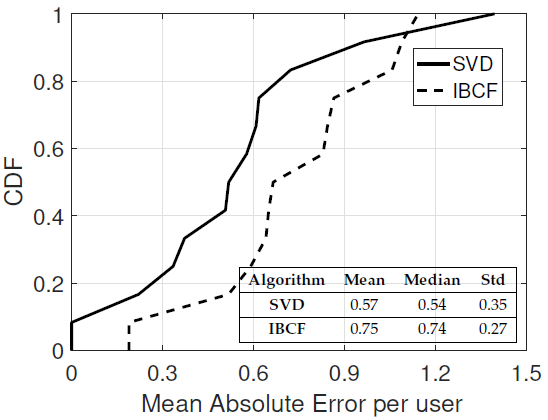 1
0.8
0.6
0.4
0.2
0
CDF
SVD
IBCF
Algorithm Mean Median Std
SVD 0.57 0.54 0.35
IBCF 0.75 0.74 0.27
0 0.3 0.6 0.9 1.2 1.5
Mean Absolute Error per user